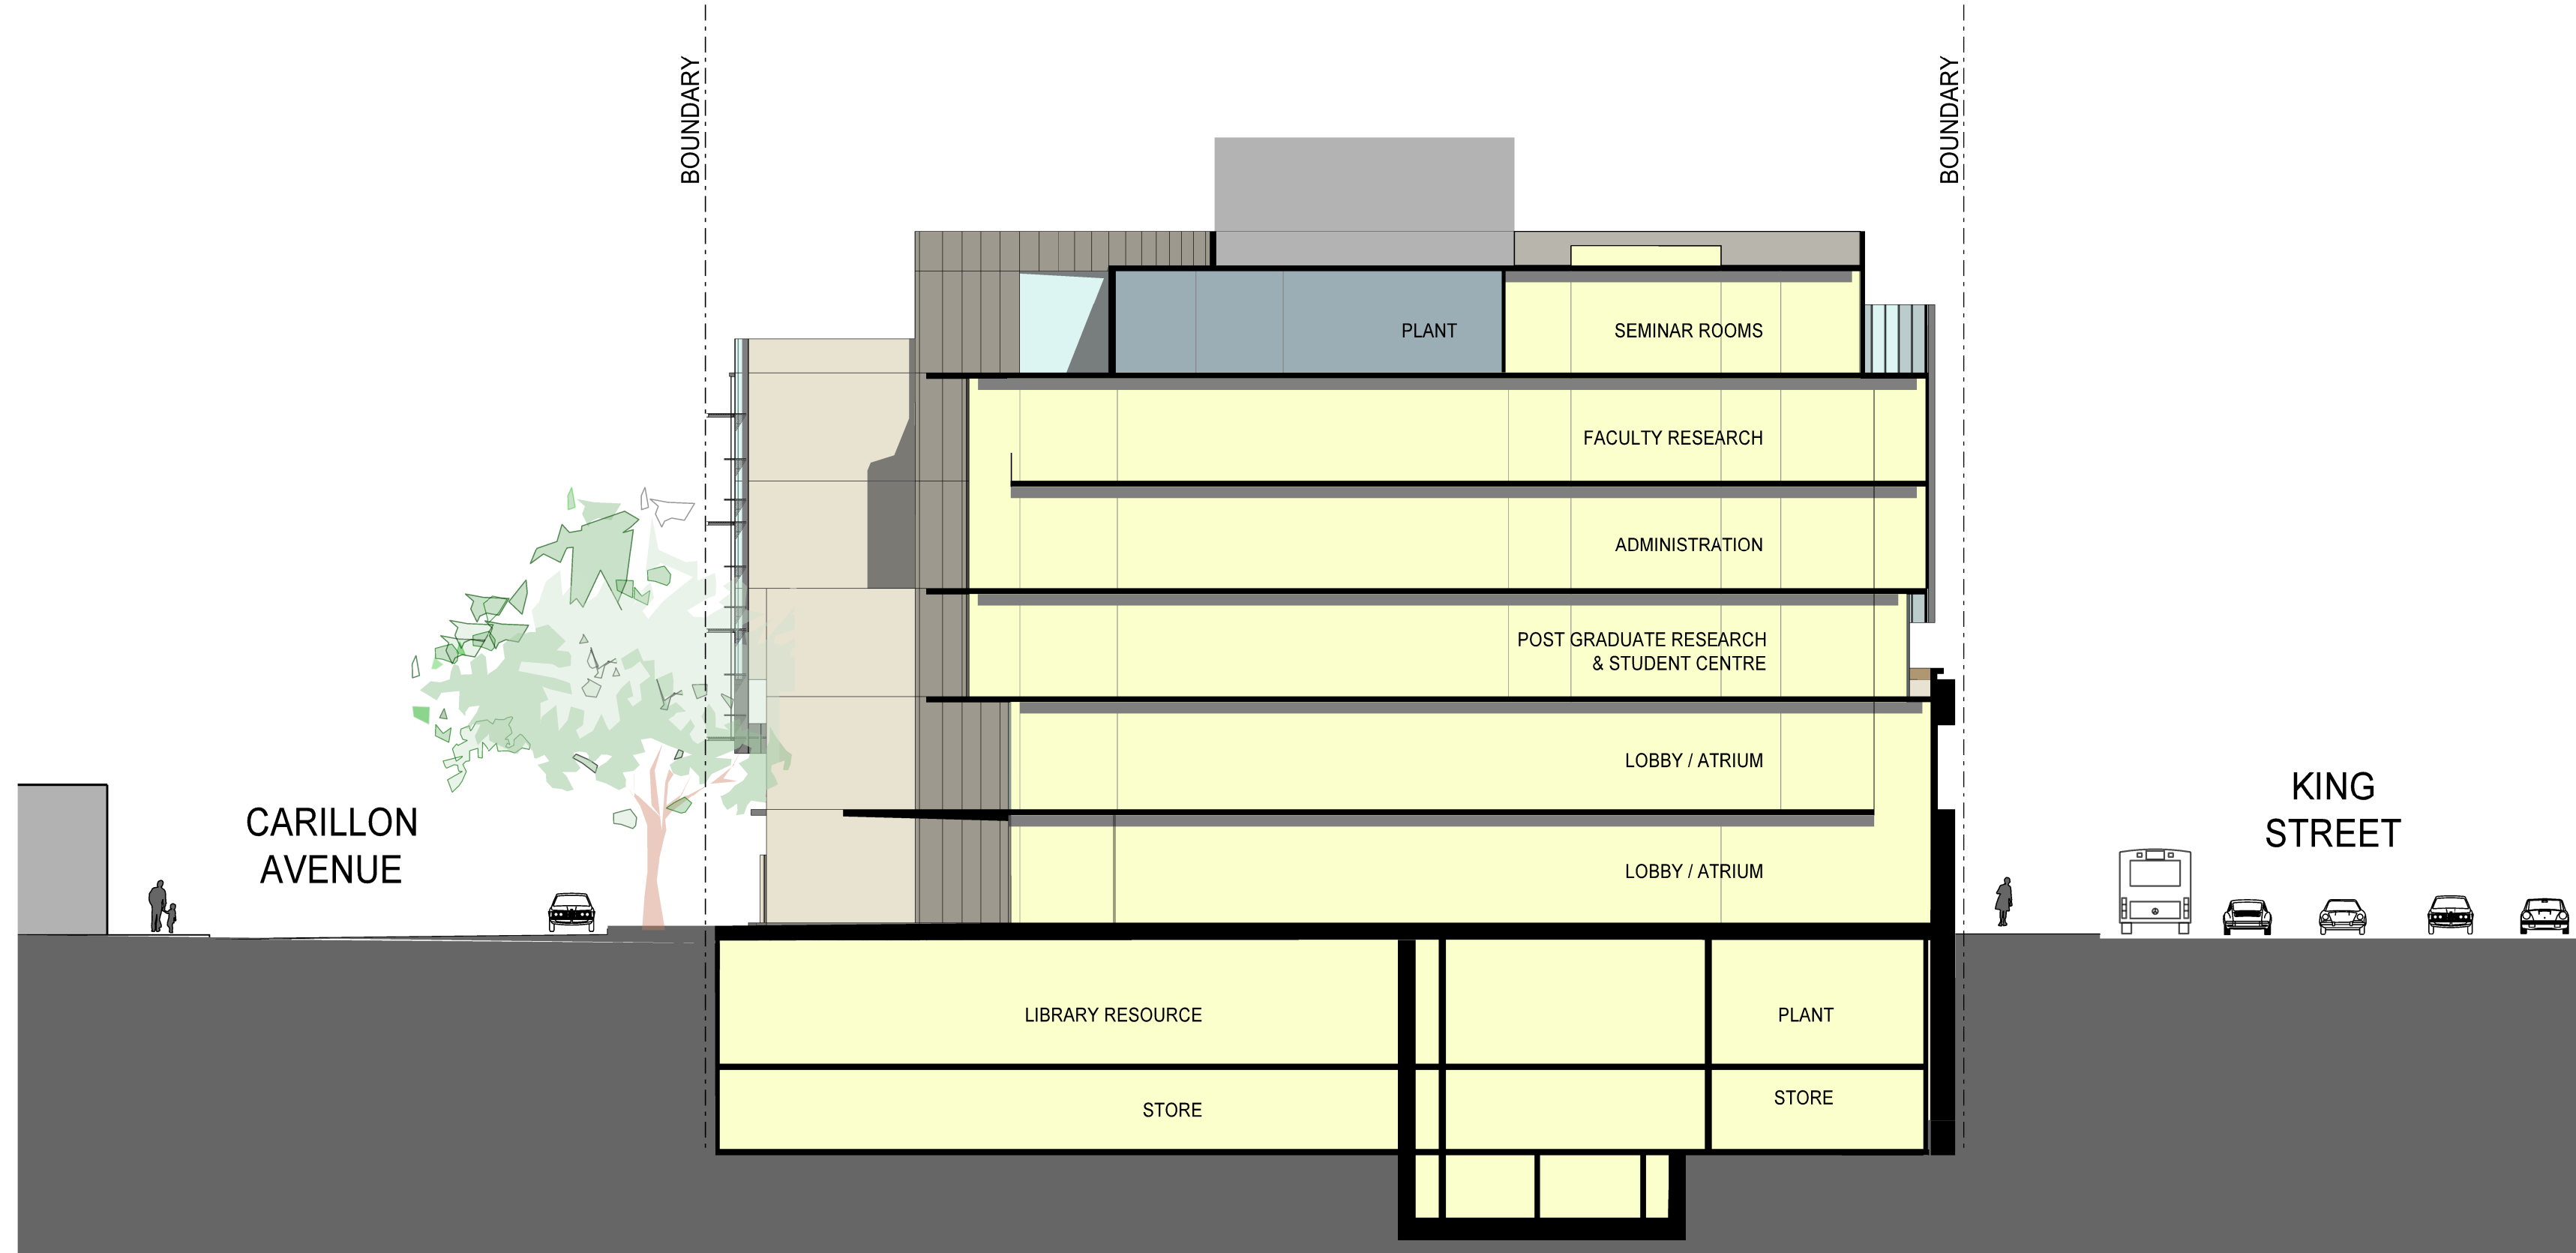 BOUNDARY
BOUNDARY
PLANT
SEMINAR ROOMS
FACULTY RESEARCH
ADMINISTRATION
POST GRADUATE RESEARCH
& STUDENT CENTRE
LOBBY / ATRIUM
CARILLON
AVENUE
KING
STREET
LOBBY / ATRIUM
LIBRARY RESOURCE
PLANT
STORE
STORE